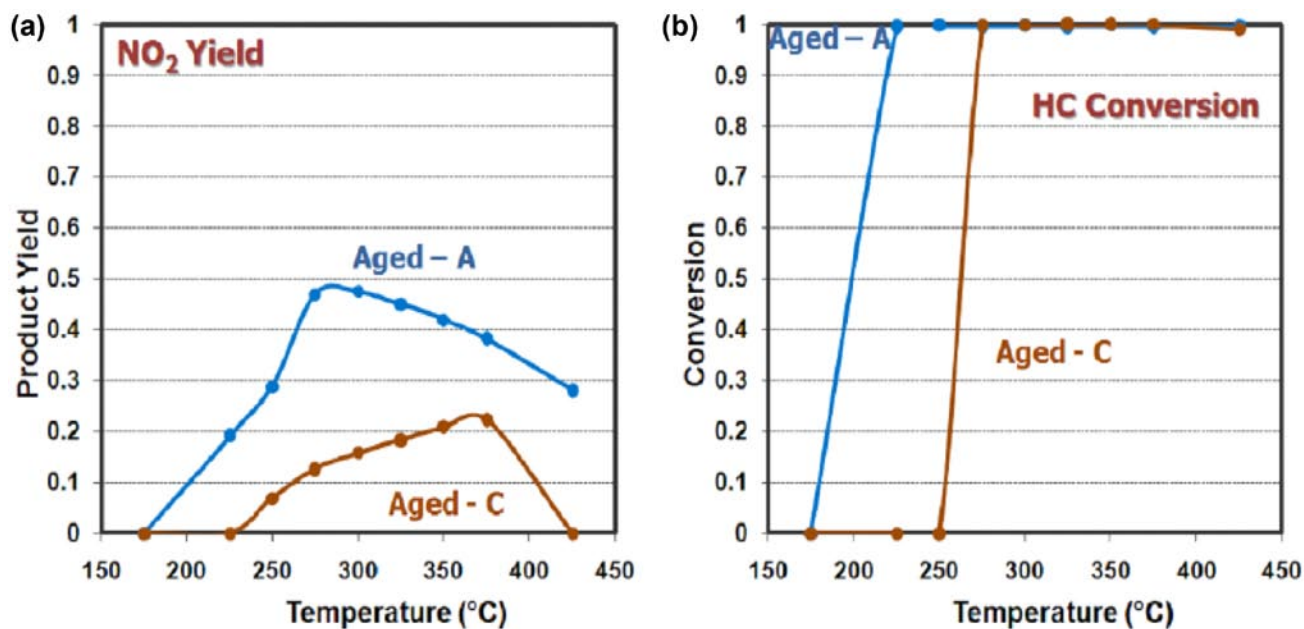 (a)
NO₂ Yield
Product Yield
1
0.9
0.8
0.7
0.6
0.5
0.4
0.3
0.2
0.1
0
Aged – A
Aged - C
150 200 250 300 350 400 450
Temperature (°C)
(b)
Aged – A
HC Conversion
Conversion
1
0.9
0.8
0.7
0.6
0.5
0.4
0.3
0.2
0.1
0
Aged - C
150 200 250 300 350 400 450
Temperature (°C)